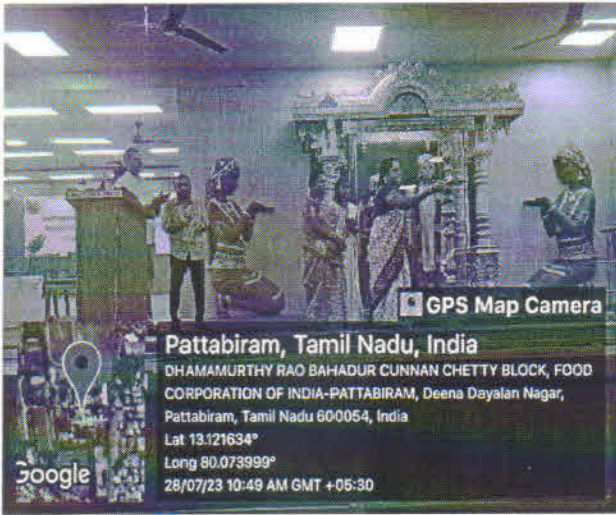 GPS Map Camera
Pattabiram, Tamil Nadu, India
DHAMAMURTHY RAO BAHADUR CUNNAN CHETTY BLOCK, FOOD
CORPORATION OF INDIA-PATTABIRAM, Deena Dayalan Nagar,
Pattabiram, Tamil Nadu 600054, India
Lat 13.121634°
Long 80.073999°
28/07/23 10:49 AM GMT +05:30
Google